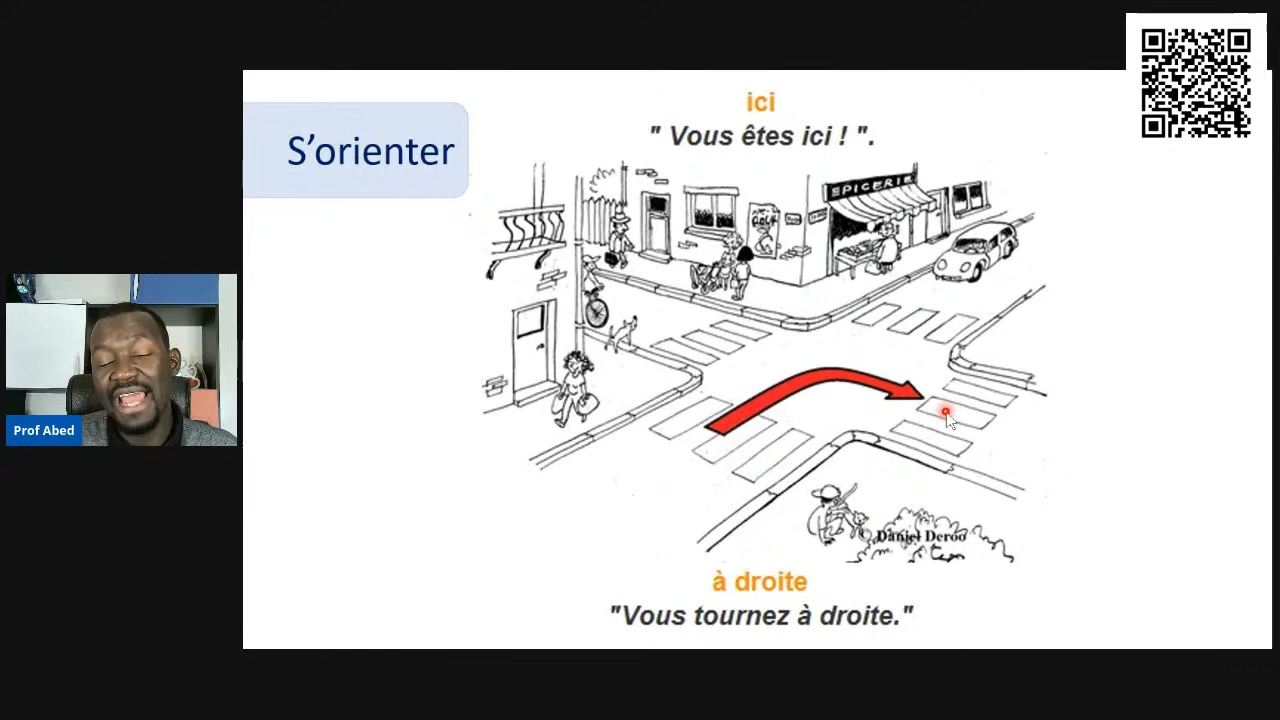 ici
" Vous êtes ici ! ".
S’orienter
EPICERIE
Prof Abed
Daniel Deroo
à droite
"Vous tournez à droite."